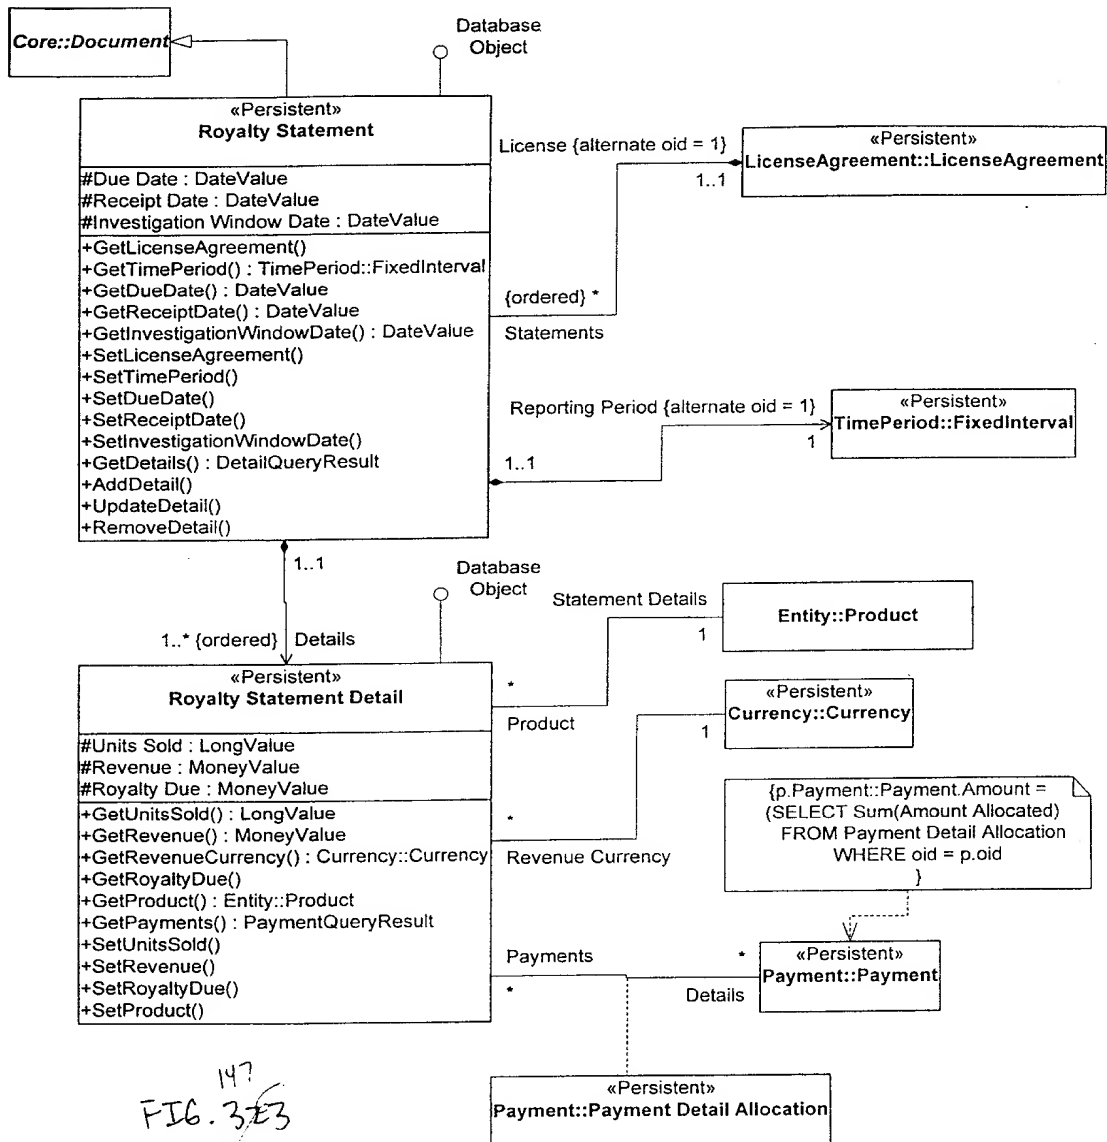 Core::Document
Database
Object
«Persistent»
Royalty Statement
#Due Date : DateValue
#Receipt Date : DateValue
#Investigation Window Date : DateValue
+GetLicenseAgreement()
+GetTimePeriod() : TimePeriod::FixedInterval
+GetDueDate() : DateValue
+GetReceiptDate() : DateValue
+GetInvestigationWindowDate() : DateValue
+SetLicenseAgreement()
+SetTimePeriod()
+SetDueDate()
+SetReceiptDate()
+SetInvestigationWindowDate()
+GetDetails() : DetailQueryResult
+AddDetail()
+UpdateDetail()
+RemoveDetail()
License {alternate oid = 1}
1..1
«Persistent»
LicenseAgreement::LicenseAgreement
{ordered} *
Statements
Reporting Period {alternate oid = 1}
1
«Persistent»
TimePeriod::FixedInterval
1..1
1..1
1..* {ordered} Details
Database
Object
Statement Details
1
Entity::Product
«Persistent»
Royalty Statement Detail
#Units Sold : LongValue
#Revenue : MoneyValue
#Royalty Due : MoneyValue
+GetUnitsSold() : LongValue
+GetRevenue() : MoneyValue
+GetRevenueCurrency() : Currency::Currency
+GetRoyaltyDue()
+GetProduct() : Entity::Product
+GetPayments() : PaymentQueryResult
+SetUnitsSold()
+SetRevenue()
+SetRoyaltyDue()
+SetProduct()
*
Product
«Persistent»
Currency::Currency
1
*
Revenue Currency
{p.Payment::Payment.Amount =
(SELECT Sum(Amount Allocated)
FROM Payment Detail Allocation
WHERE oid = p.oid
}
Payments
*
*
Details
«Persistent»
Payment::Payment
«Persistent»
Payment::Payment Detail Allocation
147
FIG. 3